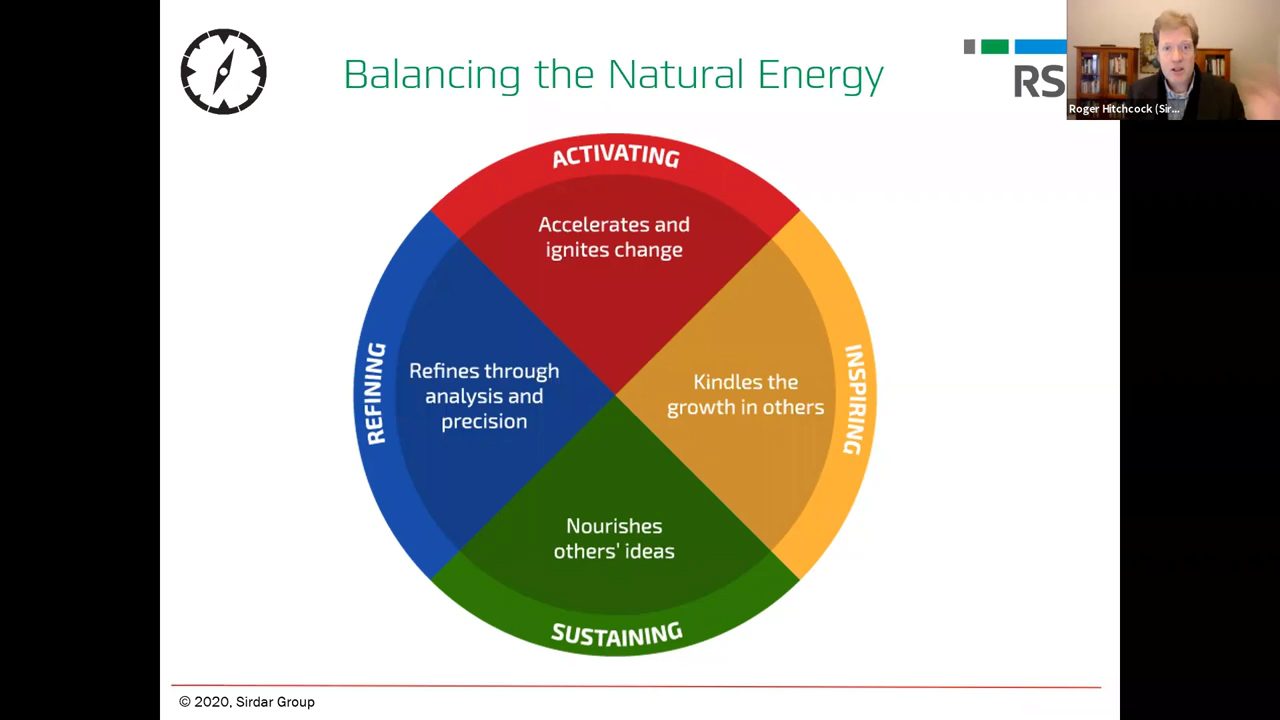 Balancing the Natural Energy
RS
Roger Hitchcock (Sir...
ACTIVATING
Accelerates and
ignites change
REFINING
Refines through
analysis and
precision
Kindles the
growth in others
INSPIRING
Nourishes
others' ideas
SUSTAINING
© 2020, Sirdar Group